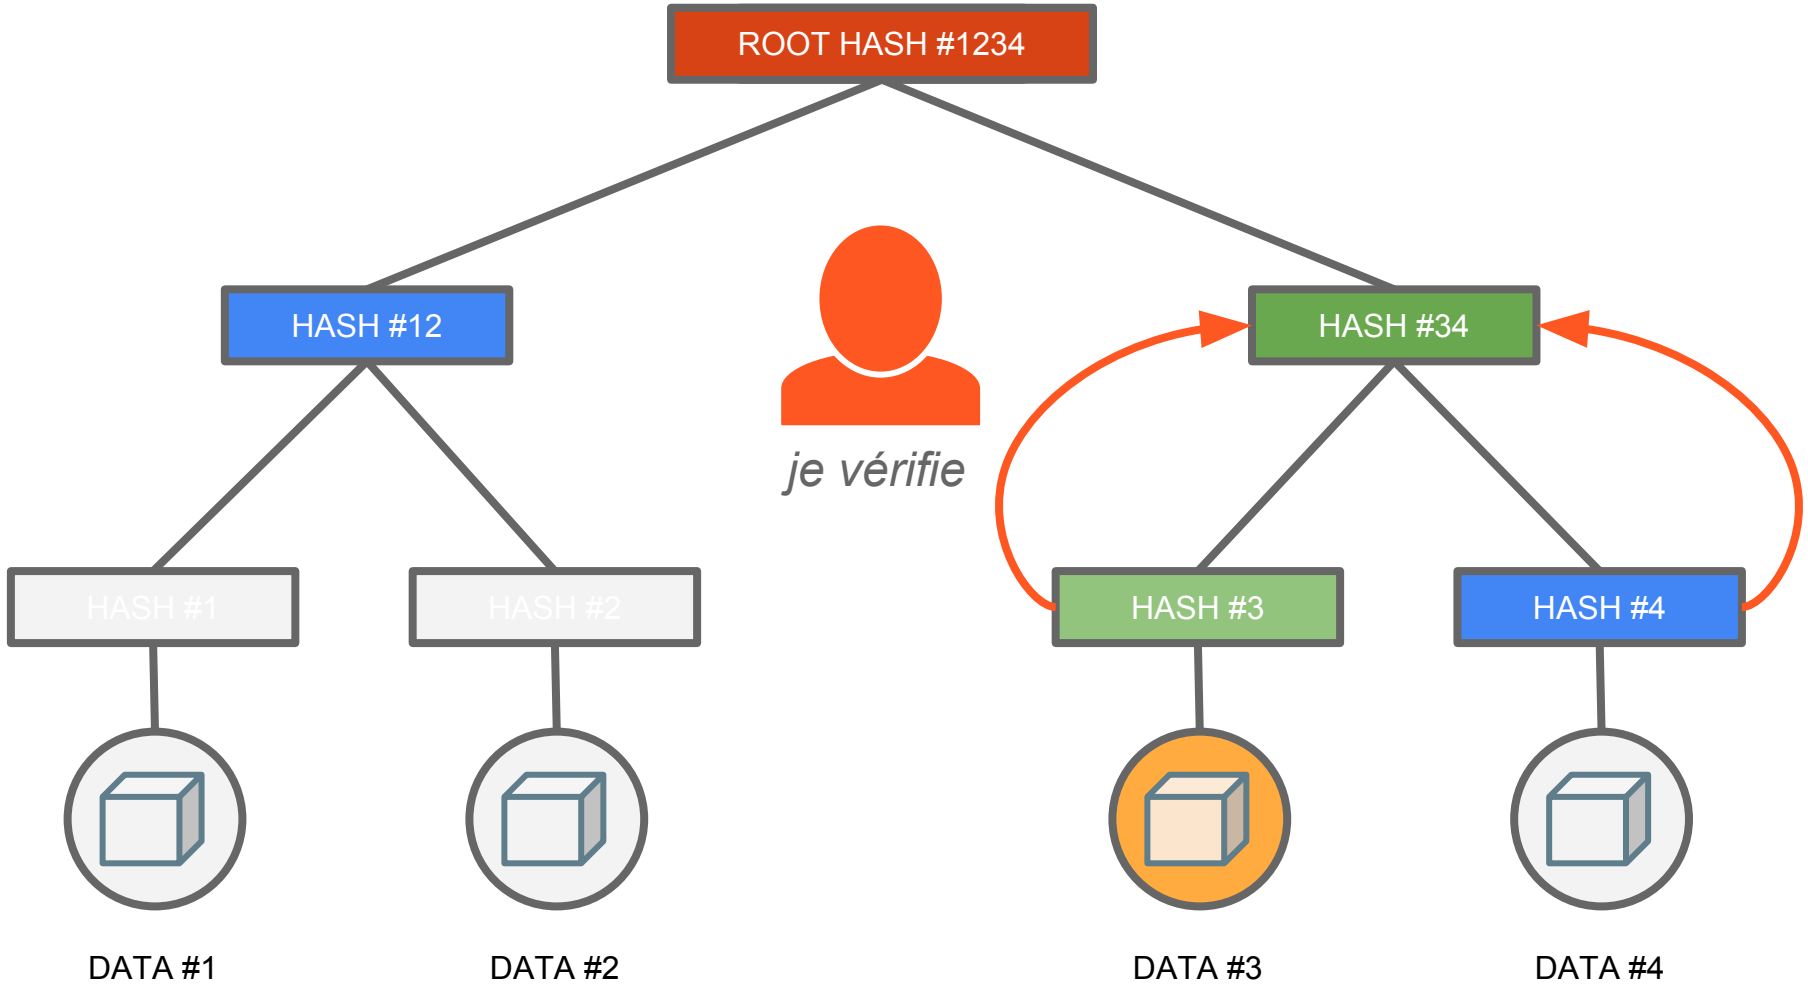 ROOT HASH #1234
HASH #12
HASH #34
je vérifie
HASH #1
HASH #2
HASH #3
HASH #4
DATA #1
DATA #2
DATA #3
DATA #4